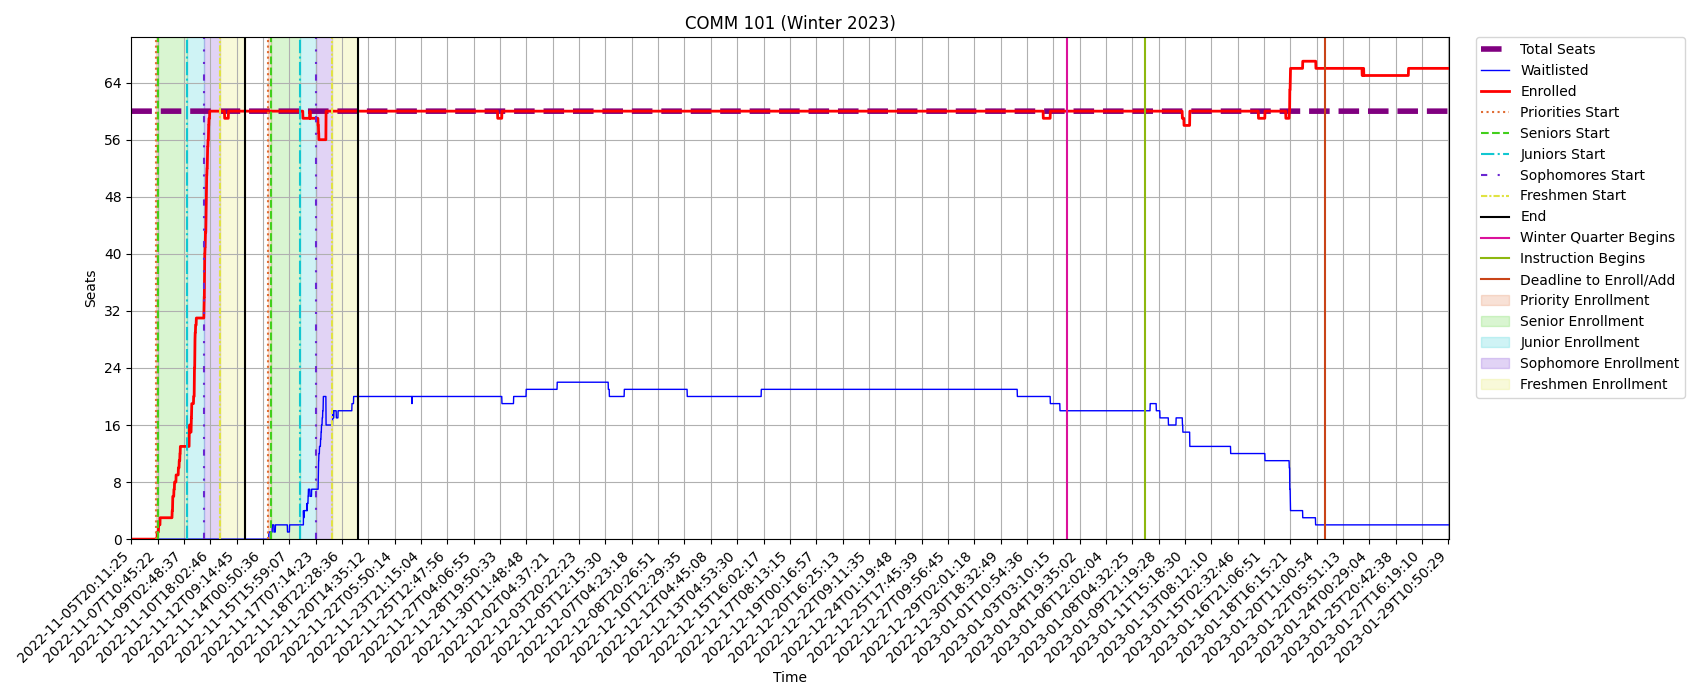 COMM 101 (Winter 2023)
Seats
64
56
48
40
32
24
16
8
0
2022-11-05T20:11:25
2022-11-07T10:45:22
2022-11-09T02:48:37
2022-11-10T18:02:46
2022-11-12T09:14:45
2022-11-14T00:50:36
2022-11-15T15:59:07
2022-11-17T07:14:23
2022-11-18T22:28:36
2022-11-20T14:35:12
2022-11-22T05:50:14
2022-11-23T21:15:04
2022-11-25T12:47:56
2022-11-27T04:06:55
2022-11-28T19:50:33
2022-11-30T11:48:48
2022-12-02T04:37:21
2022-12-03T20:22:23
2022-12-05T12:15:30
2022-12-07T04:23:18
2022-12-08T20:26:51
2022-12-10T12:29:35
2022-12-12T04:45:08
2022-12-13T04:53:30
2022-12-15T16:02:17
2022-12-17T08:13:15
2022-12-19T00:16:57
2022-12-20T16:25:13
2022-12-22T09:11:35
2022-12-24T01:19:48
2022-12-25T17:45:39
2022-12-27T09:56:45
2022-12-29T02:01:19
2022-12-30T18:32:49
2023-01-01T10:54:36
2023-01-03T03:10:15
2023-01-04T19:35:02
2023-01-06T12:02:04
2023-01-08T04:32:25
2023-01-09T21:19:28
2023-01-11T15:18:30
2023-01-13T08:12:10
2023-01-15T02:32:46
2023-01-16T21:06:51
2023-01-18T16:15:21
2023-01-20T11:00:54
2023-01-22T05:51:13
2023-01-24T00:29:04
2023-01-25T20:42:38
2023-01-27T16:19:10
2023-01-29T10:50:29
Time
Total Seats
Waitlisted
Enrolled
Priorities Start
Seniors Start
Juniors Start
Sophomores Start
Freshmen Start
End
Winter Quarter Begins
Instruction Begins
Deadline to Enroll/Add
Priority Enrollment
Senior Enrollment
Junior Enrollment
Sophomore Enrollment
Freshmen Enrollment